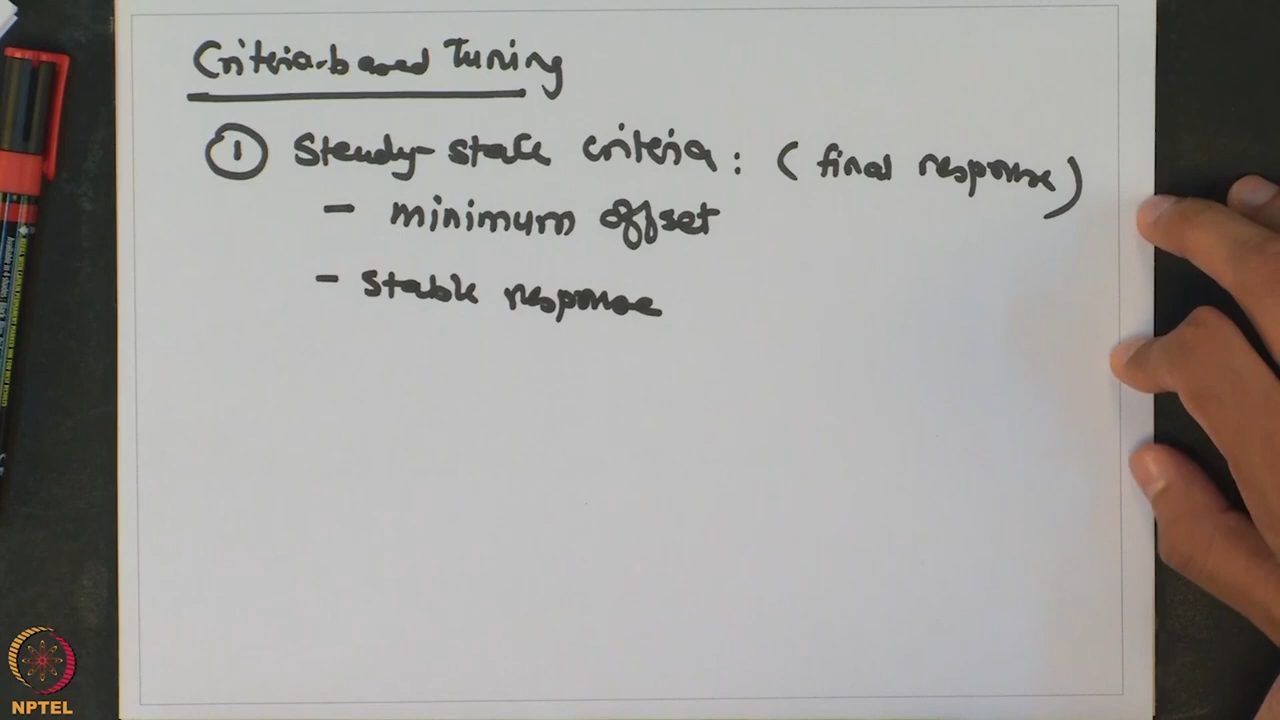 Criteria-based Tuning
① Steady-state criteria: (final response)
- minimum offset
- stable response
NPTEL